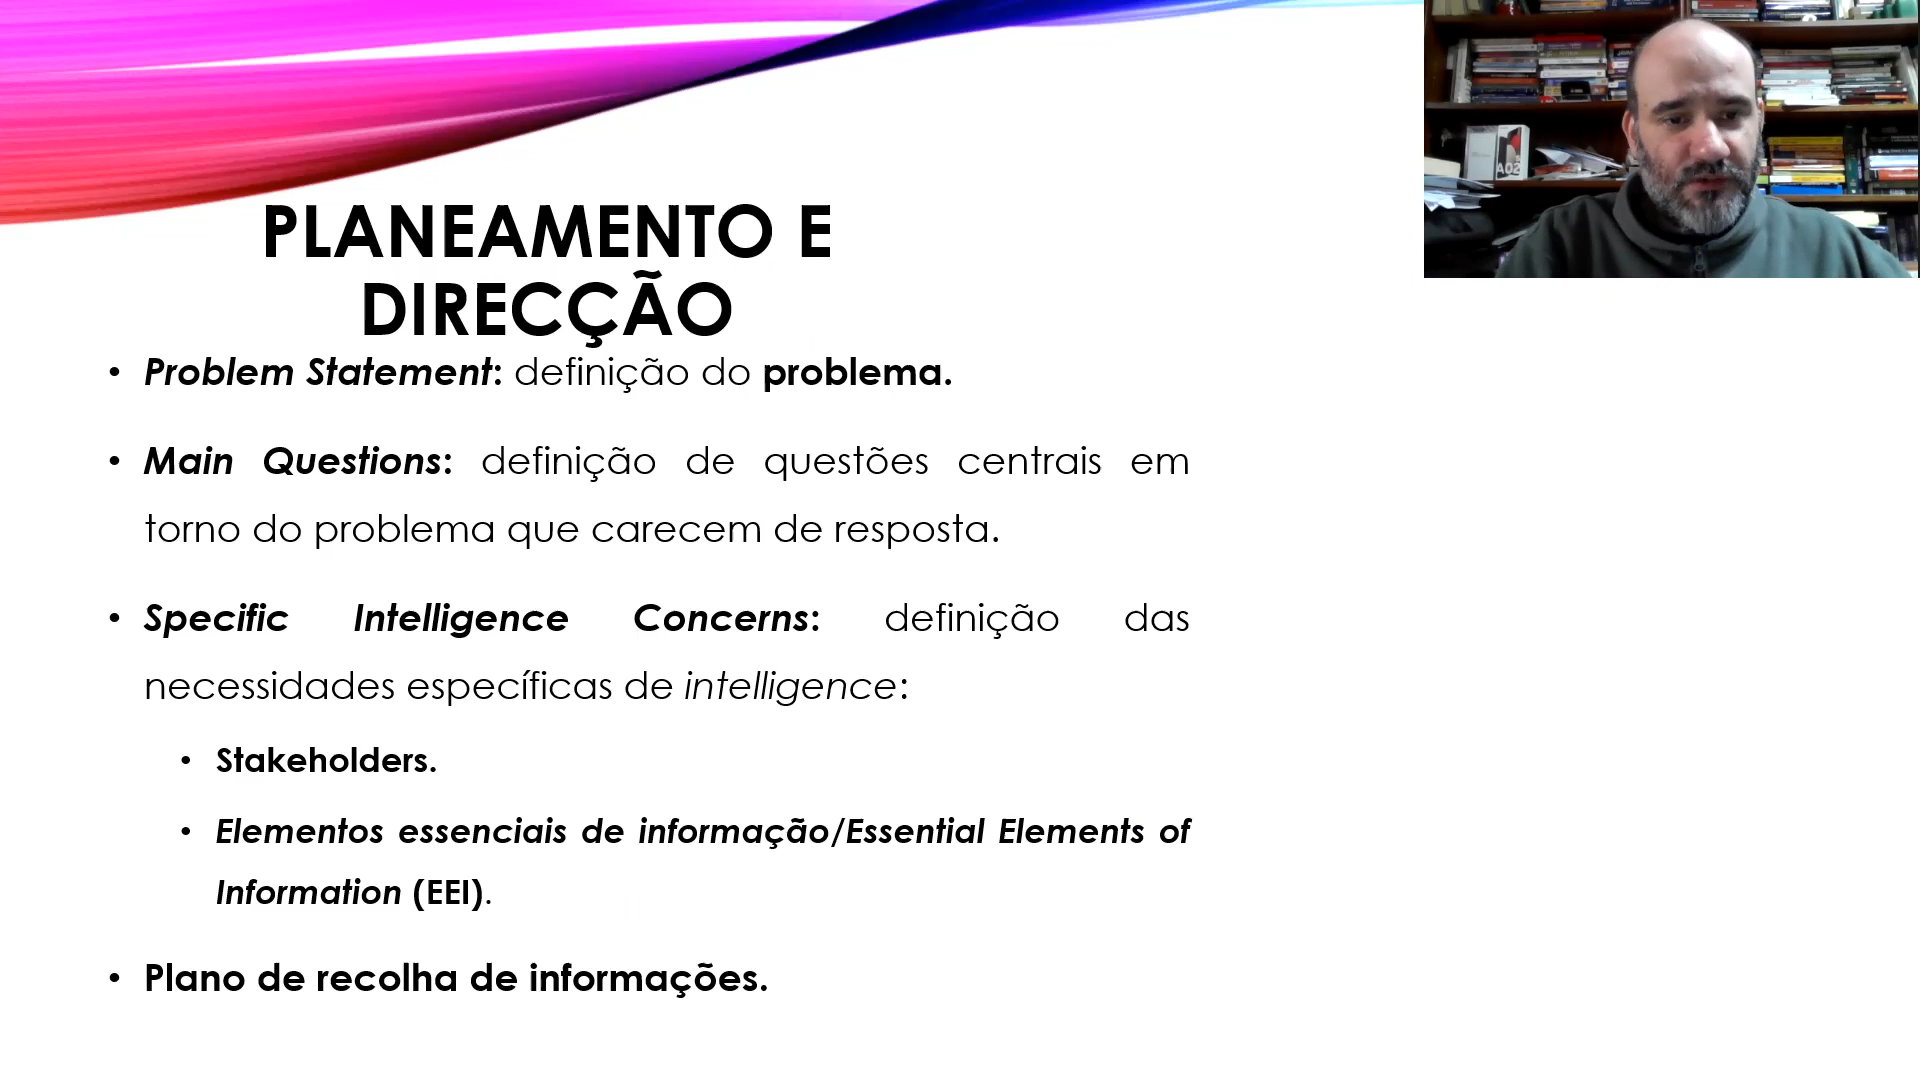 PLANEAMENTO E
DIRECÇÃO
• Problem Statement: definição do problema.
• Main Questions: definição de questões centrais em
torno do problema que carecem de resposta.
• Specific Intelligence Concerns: definição das
necessidades específicas de intelligence:
• Stakeholders.
• Elementos essenciais de informação/Essential Elements of
Information (EEI).
• Plano de recolha de informações.
A02